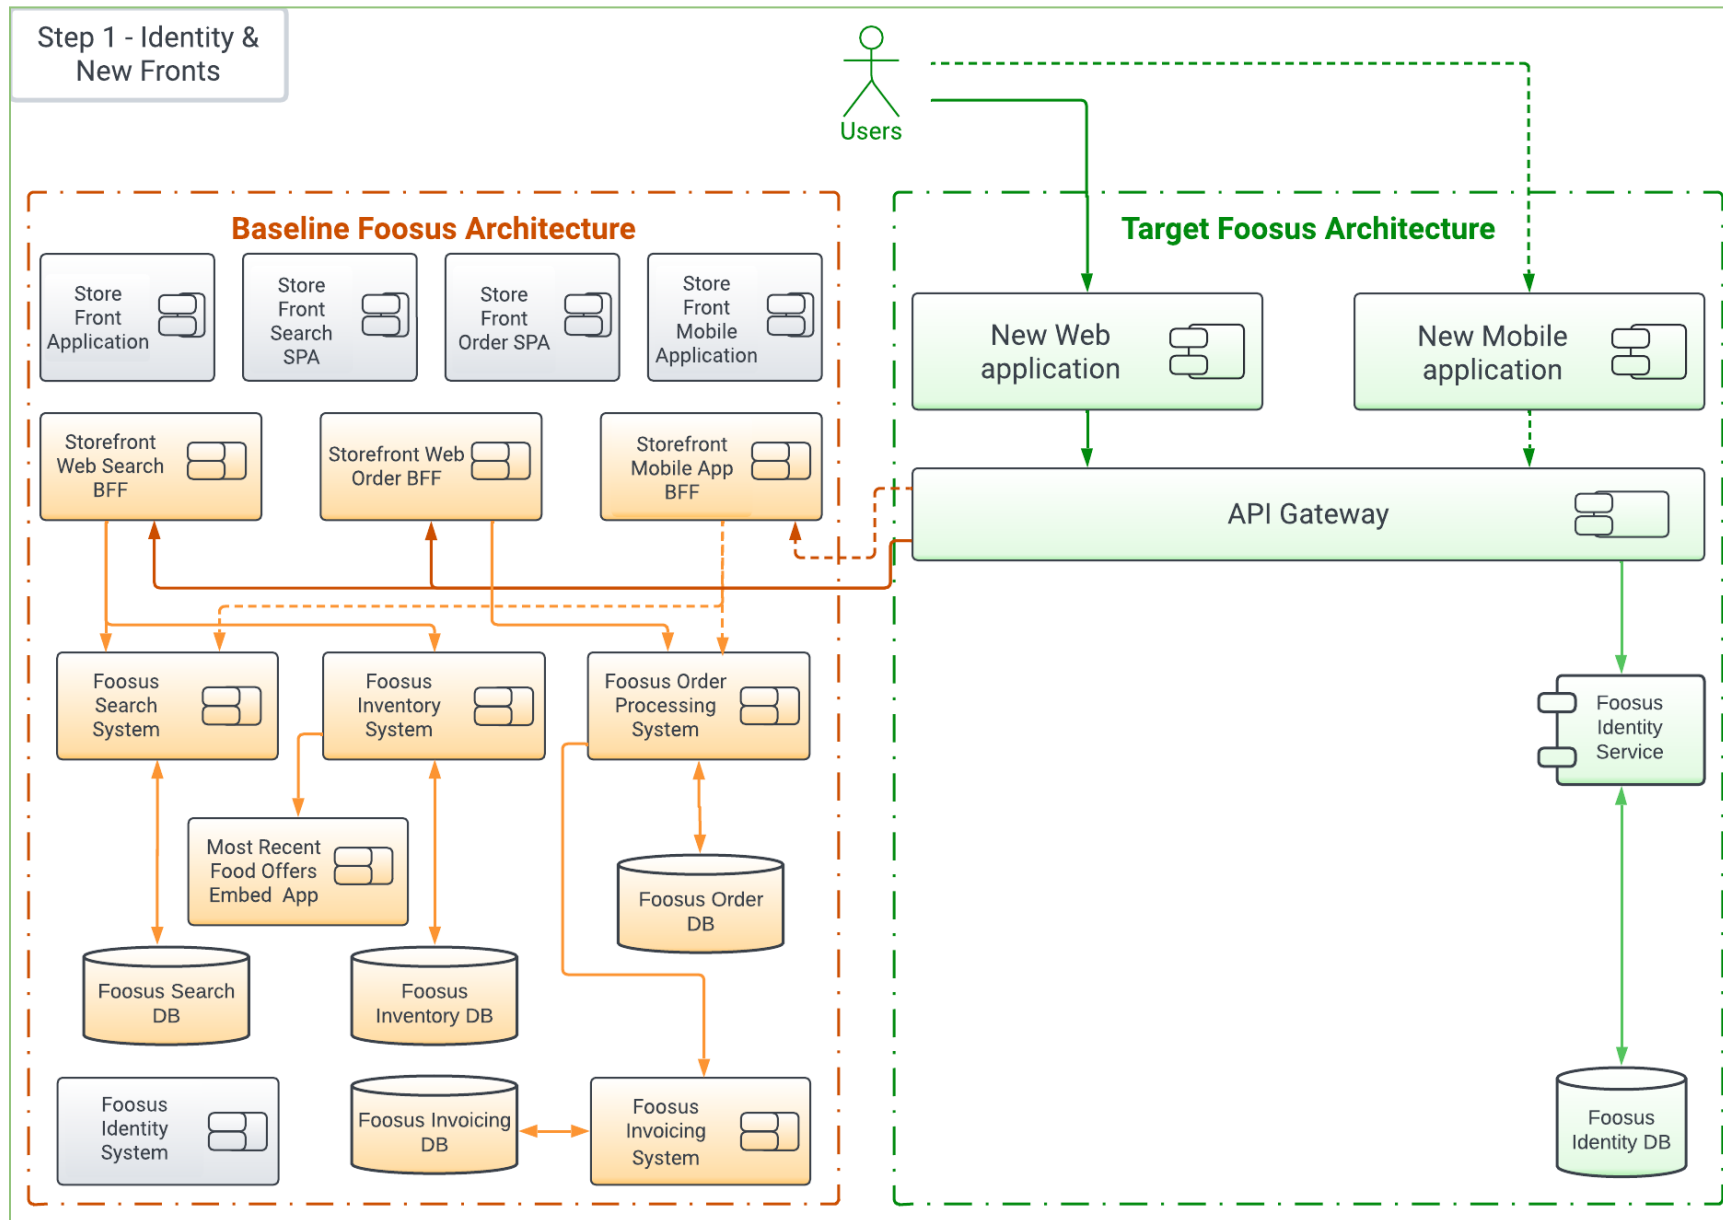 Step 1 - Identity &
New Fronts
Users
Baseline Foosus Architecture
Target Foosus Architecture
Store
Front
Application
Store
Front
Search
SPA
Store
Front
Order SPA
Store
Front
Mobile
Application
New Web
application
New Mobile
application
Storefront
Web Search
BFF
Storefront Web
Order BFF
Storefront
Mobile App
BFF
API Gateway
Foosus
Search
System
Foosus
Inventory
System
Foosus Order
Processing
System
Foosus
Identity
Service
Most Recent
Food Offers
Embed App
Foosus Order
DB
Foosus Search
DB
Foosus
Inventory DB
Foosus
Identity
System
Foosus Invoicing
DB
Foosus
Invoicing
System
Foosus
Identity DB